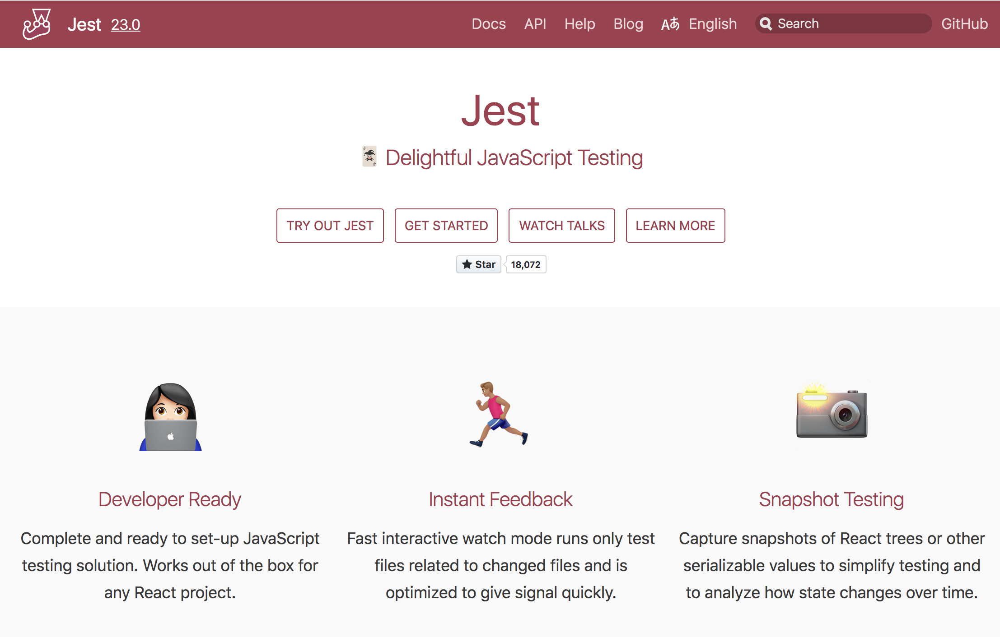 Jest 23.0 Docs API Help Blog Aあ English Search GitHub
Jest
Delightful JavaScript Testing
TRY OUT JEST GET STARTED WATCH TALKS LEARN MORE
Star 18,072
Developer Ready
Complete and ready to set-up JavaScript
testing solution. Works out of the box for
any React project.
Instant Feedback
Fast interactive watch mode runs only test
files related to changed files and is
optimized to give signal quickly.
Snapshot Testing
Capture snapshots of React trees or other
serializable values to simplify testing and
to analyze how state changes over time.